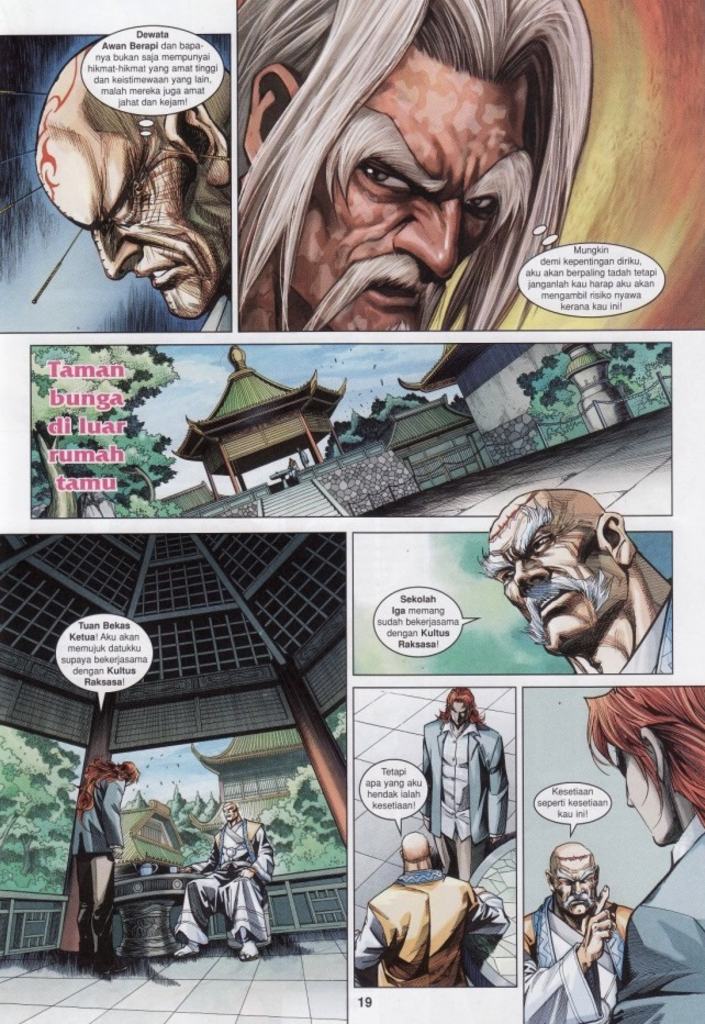 Dewata
Awan Berapi dan bapa-
nya bukan saja mempunyai
hikmat-hikmat yang amat tinggi
dan keistimewaan yang lain,
malah mereka juga amat
jahat dan kejam!
Mungkin
demi kepentingan diriku,
aku akan berpaling tadah tetapi
janganlah kau harap aku akan
mengambil risiko nyawa
kerana kau ini!
Taman
bunga
di luar
rumah
tamu
Sekolah
Iga memang
sudah bekerjasama
dengan Kultus
Raksasa!
Tuan Bekas
Ketua! Aku akan
memujuk datukku
supaya bekerjasama
dengan Kultus
Raksasa!
Tetapi
apa yang aku
hendak ialah
kesetiaan!
Kesetiaan
seperti kesetiaan
kau ini!
19